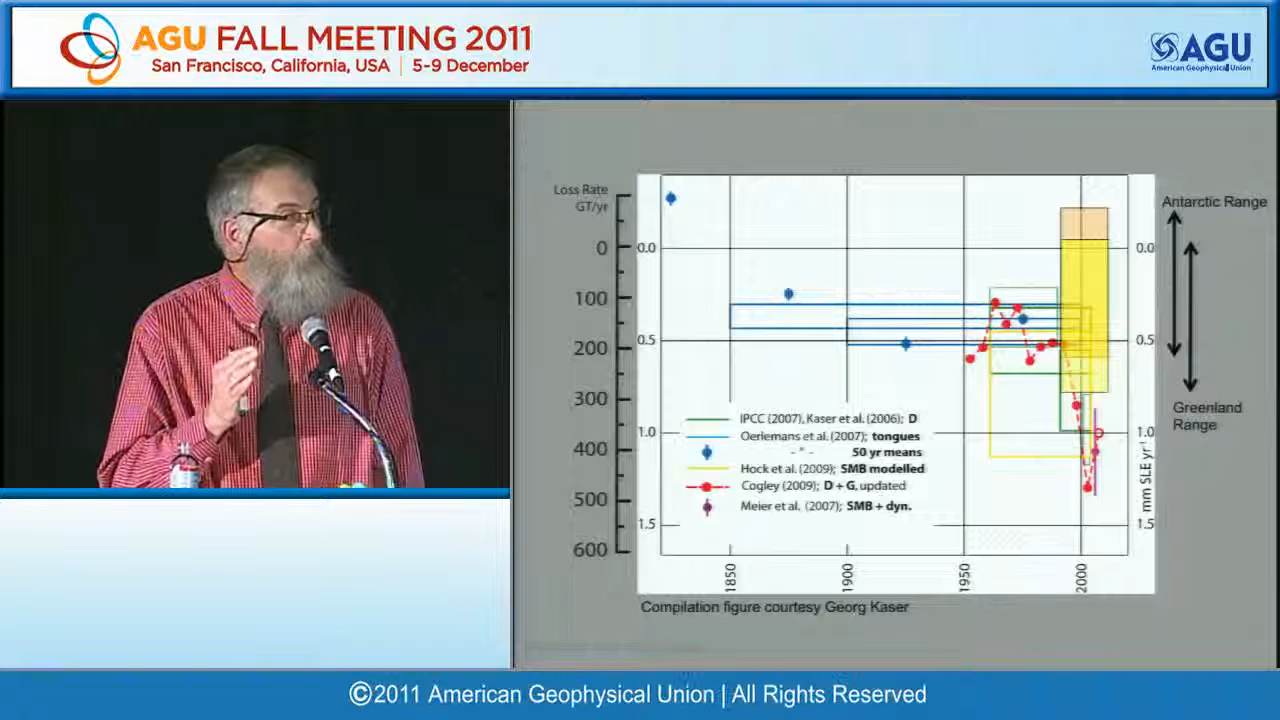 AGU FALL MEETING 2011
San Francisco, California, USA | 5-9 December
AGU
American Geophysical Union
Loss Rate
GT/yr
0
100
200
300
400
500
600
0.0
0.5
1.0
1.5
IPCC (2007), Kaser et al. (2006); D
Oerlemans et al. (2007); tongues
- " - 50 yr means
Hock et al. (2009); SMB modelled
Cogley (2009); D + G, updated
Meier et al. (2007); SMB + dyn.
1850
1900
1950
2000
0.0
0.5
1.0
1.5
mm SLE yr⁻¹
Antarctic Range
Greenland
Range
Compilation figure courtesy Georg Kaser
©2011 American Geophysical Union | All Rights Reserved